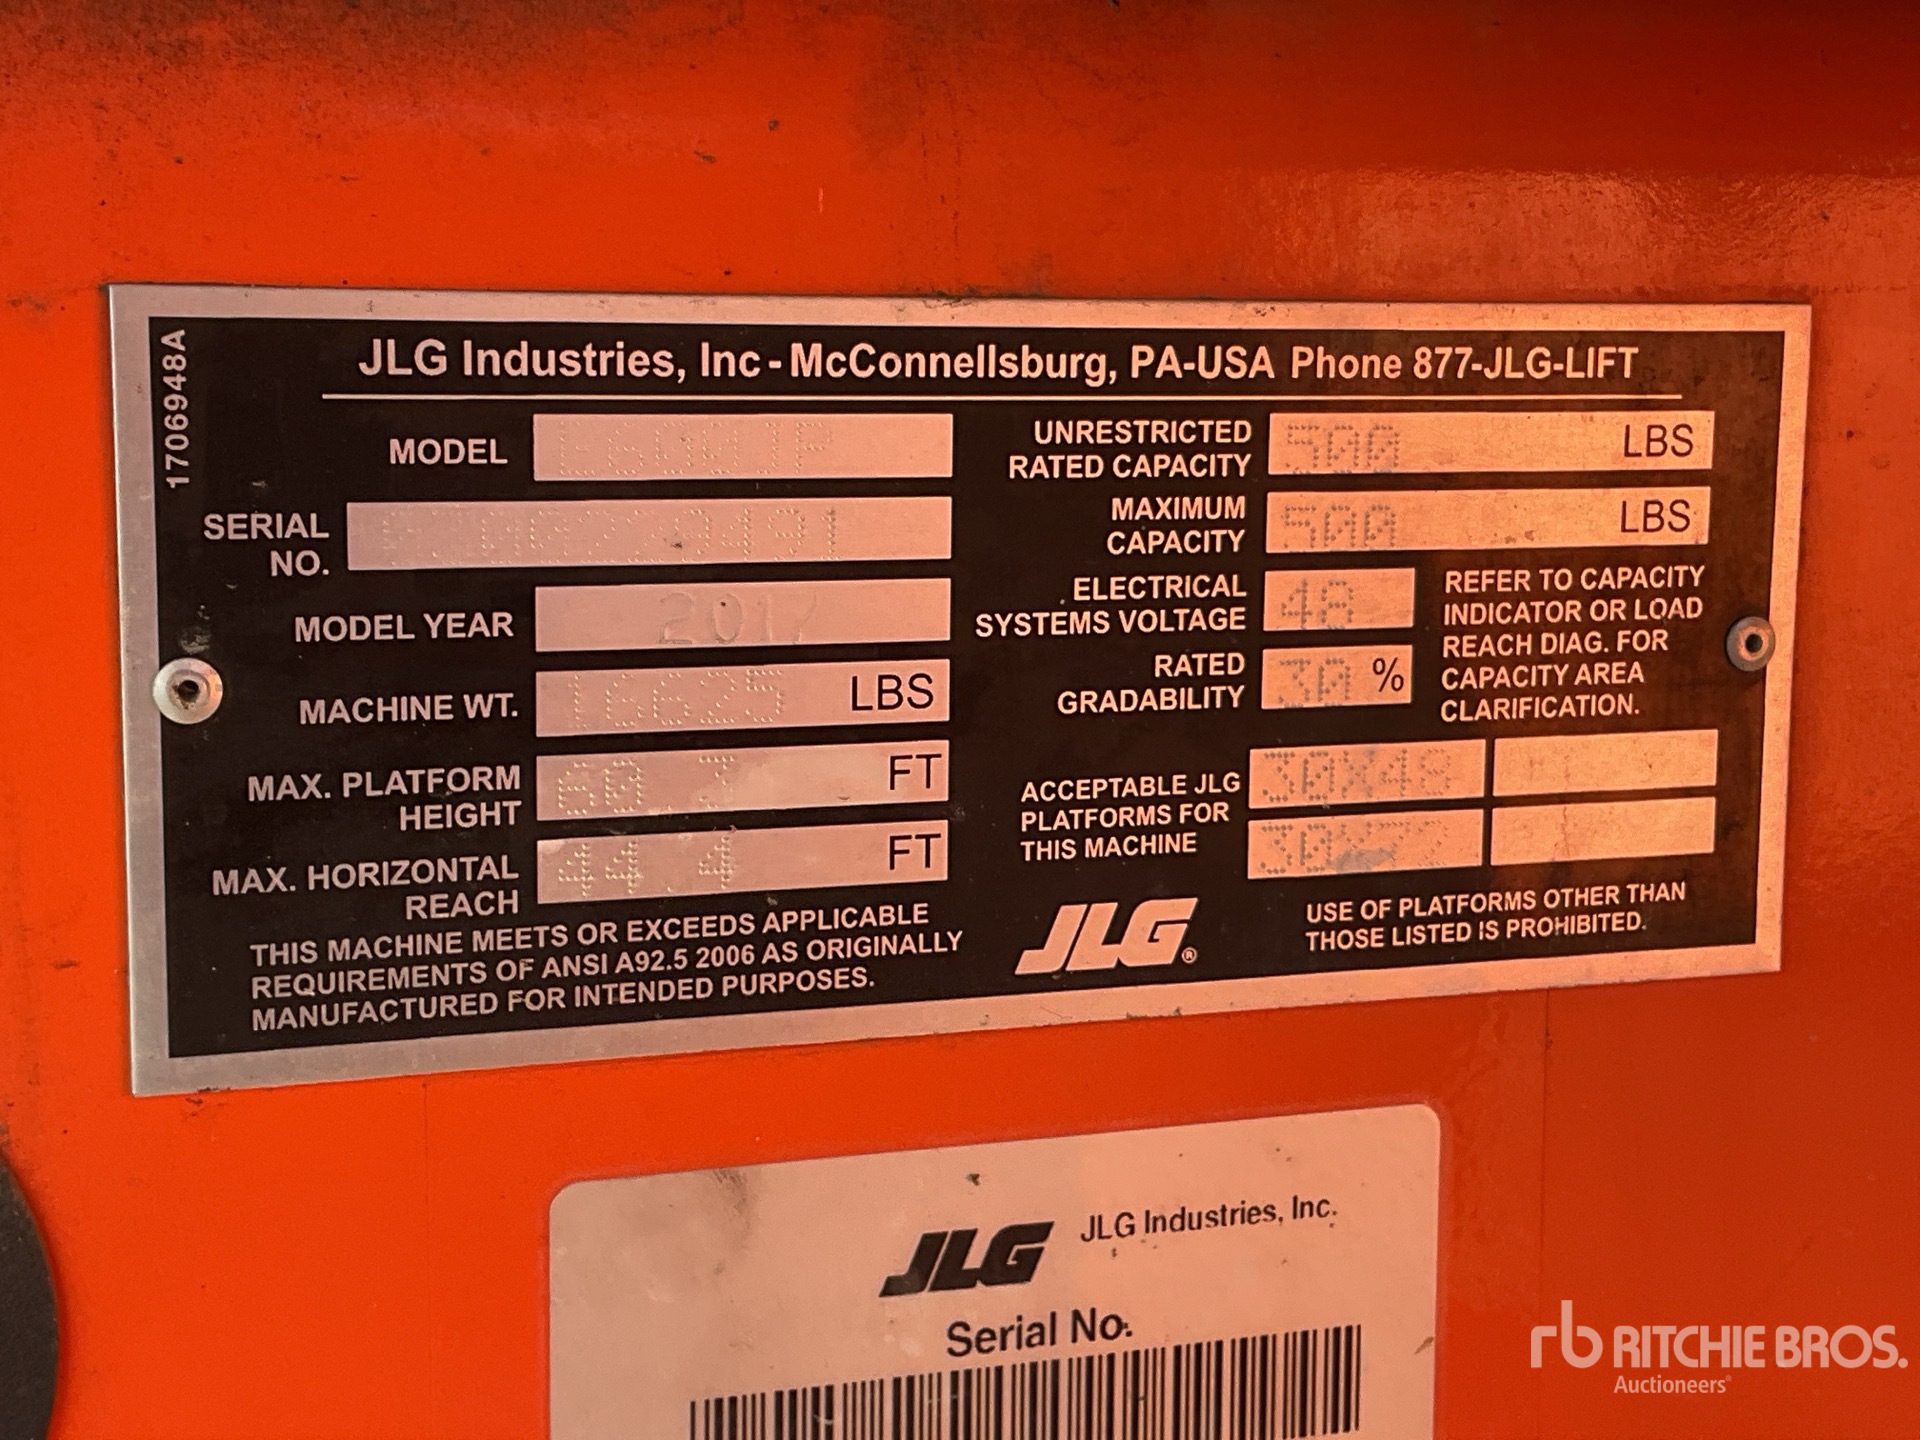 1706948A
JLG Industries, Inc - McConnellsburg, PA-USA Phone 877-JLG-LIFT
MODEL E600JP
SERIAL
NO.
MODEL YEAR 2017
MACHINE WT. 16625 LBS
MAX. PLATFORM
HEIGHT 60.3 FT
MAX. HORIZONTAL
REACH 44.4 FT
THIS MACHINE MEETS OR EXCEEDS APPLICABLE
REQUIREMENTS OF ANSI A92.5 2006 AS ORIGINALLY
MANUFACTURED FOR INTENDED PURPOSES.
UNRESTRICTED
RATED CAPACITY 500 LBS
MAXIMUM
CAPACITY 500 LBS
ELECTRICAL
SYSTEMS VOLTAGE 48
RATED
GRADABILITY 30 %
REFER TO CAPACITY
INDICATOR OR LOAD
REACH DIAG. FOR
CAPACITY AREA
CLARIFICATION.
ACCEPTABLE JLG
PLATFORMS FOR
THIS MACHINE
30X48
30X72
JLG®
USE OF PLATFORMS OTHER THAN
THOSE LISTED IS PROHIBITED.
JLG JLG Industries, Inc.
Serial No.
rb RITCHIE BROS.
Auctioneers